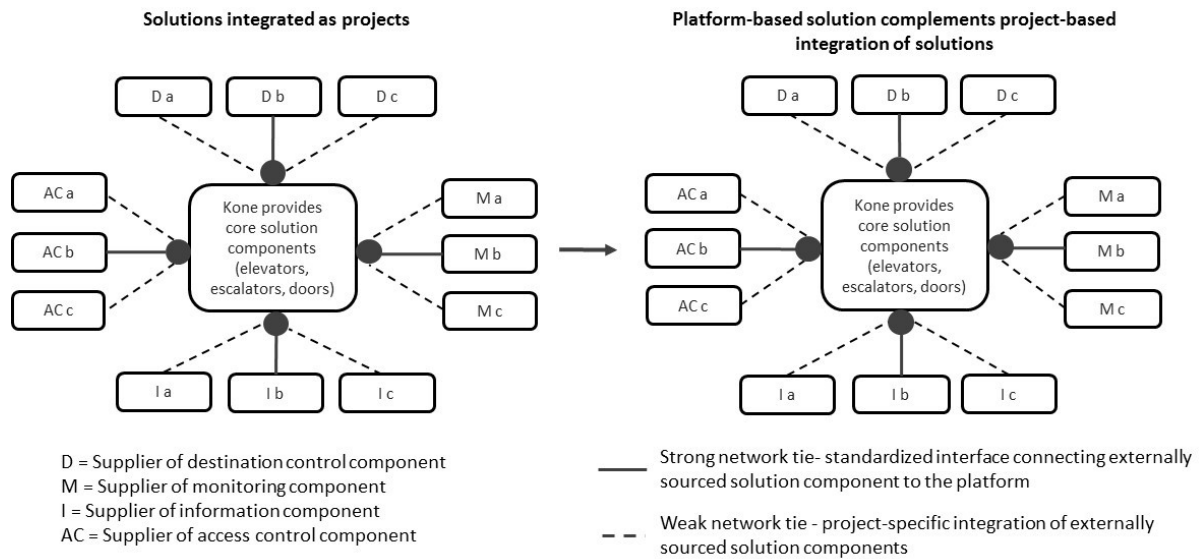 Solutions integrated as projects
D a
D b
D c
AC a
AC b
AC c
Kone provides
core solution
components
(elevators,
escalators, doors)
M a
M b
M c
I a
I b
I c
Platform-based solution complements project-based
integration of solutions
D a
D b
D c
AC a
AC b
AC c
Kone provides
core solution
components
(elevators,
escalators, doors)
M a
M b
M c
I a
I b
I c
D = Supplier of destination control component
M = Supplier of monitoring component
I = Supplier of information component
AC = Supplier of access control component
Strong network tie- standardized interface connecting externally
sourced solution component to the platform
Weak network tie - project-specific integration of externally
sourced solution components